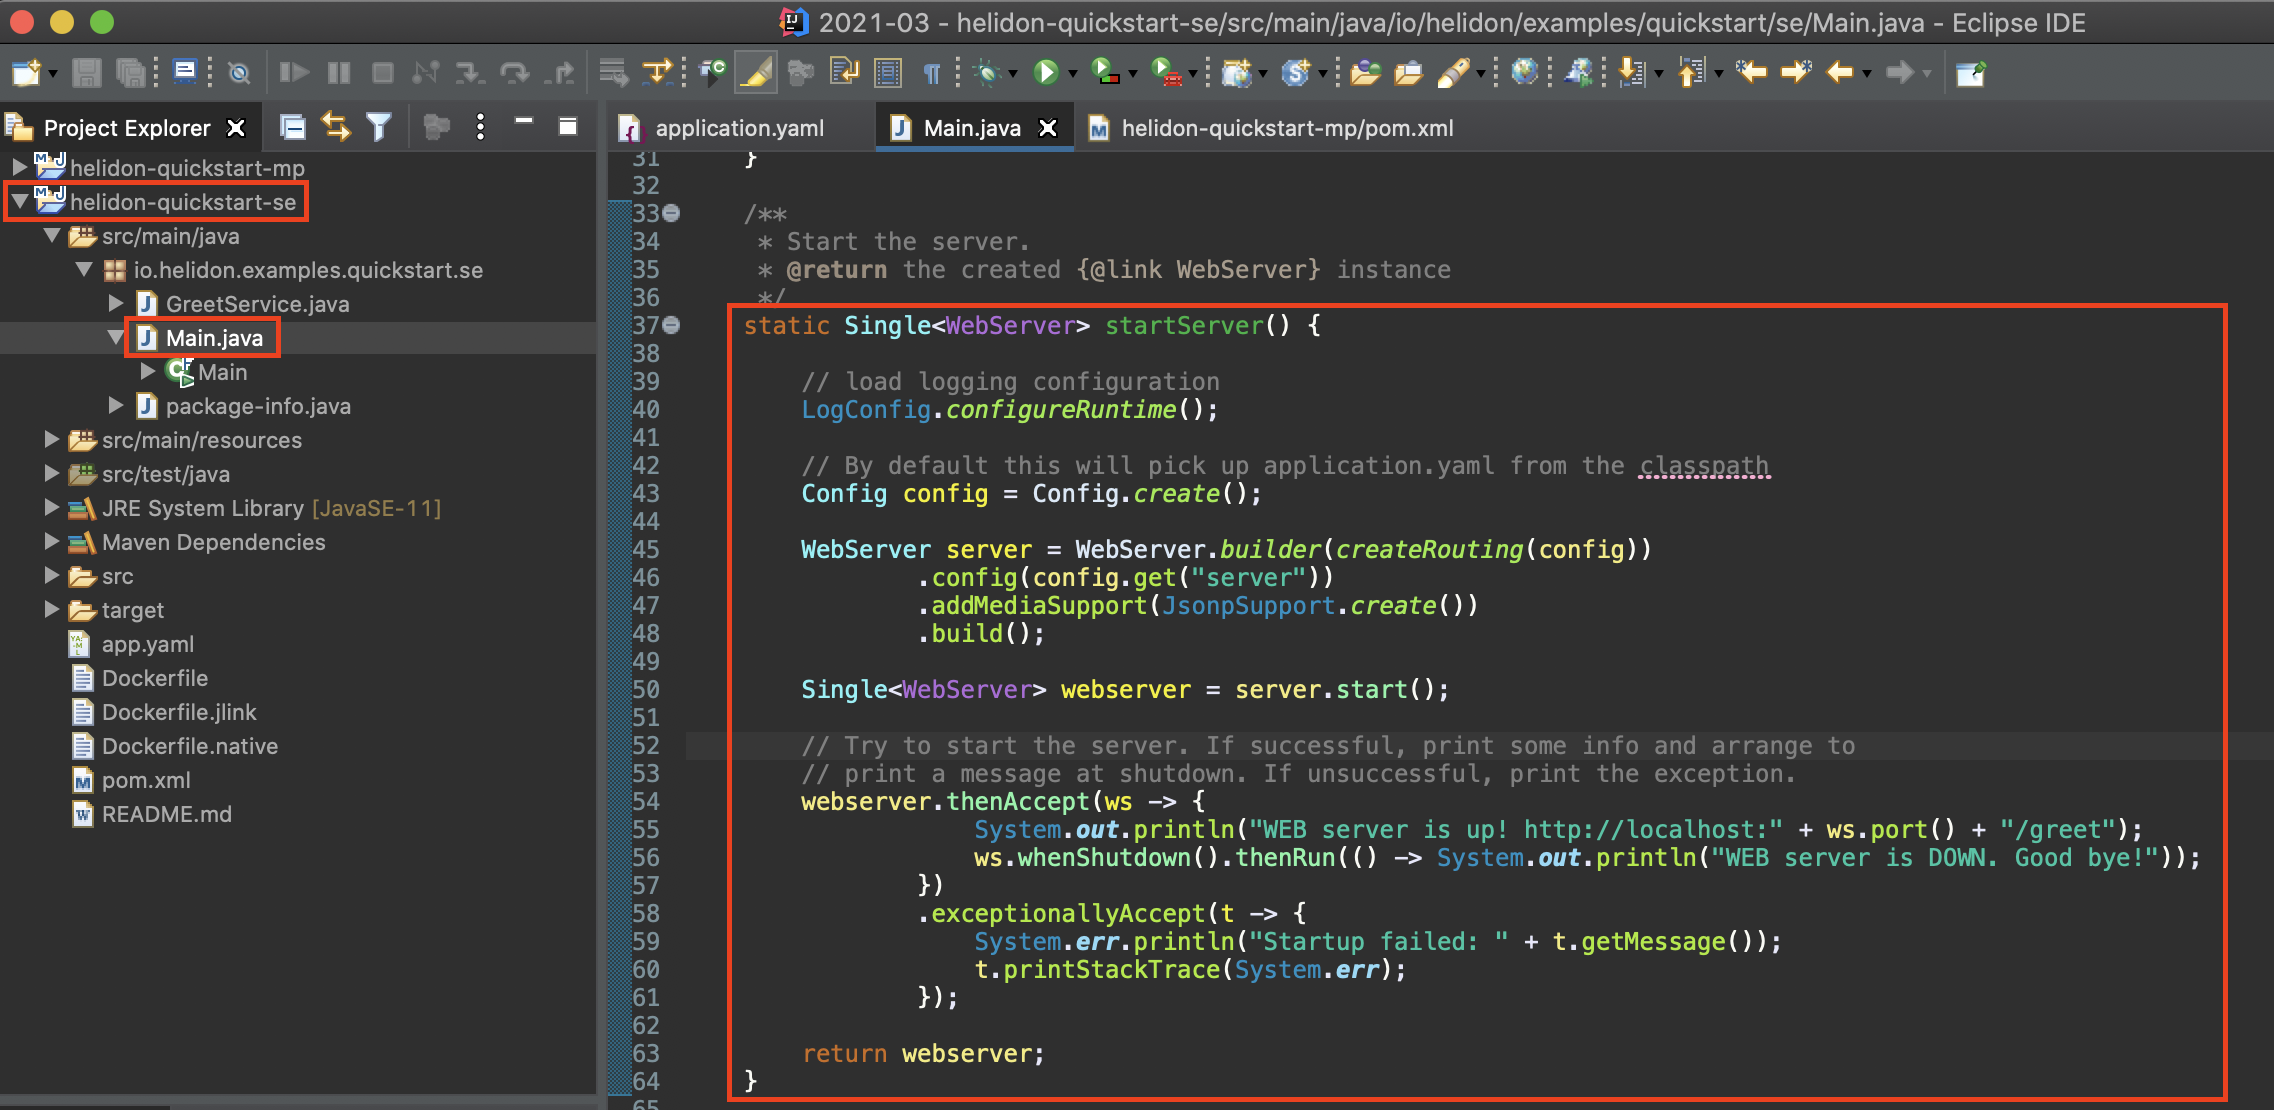 2021-03 - helidon-quickstart-se/src/main/java/io/helidon/examples/quickstart/se/Main.java - Eclipse IDE
Project Explorer
helidon-quickstart-mp
helidon-quickstart-se
src/main/java
io.helidon.examples.quickstart.se
GreetService.java
Main.java
Main
package-info.java
src/main/resources
src/test/java
JRE System Library [JavaSE-11]
Maven Dependencies
src
target
app.yaml
Dockerfile
Dockerfile.jlink
Dockerfile.native
pom.xml
README.md
application.yaml
Main.java
helidon-quickstart-mp/pom.xml
31 }
32
33 /**
34 * Start the server.
35 * @return the created {@link WebServer} instance
36 */
37 static Single<WebServer> startServer() {
38
39 // load logging configuration
40 LogConfig.configureRuntime();
41
42 // By default this will pick up application.yaml from the classpath
43 Config config = Config.create();
44
45 WebServer server = WebServer.builder(createRouting(config))
46 .config(config.get("server"))
47 .addMediaSupport(JsonpSupport.create())
48 .build();
49
50 Single<WebServer> webserver = server.start();
51
52 // Try to start the server. If successful, print some info and arrange to
53 // print a message at shutdown. If unsuccessful, print the exception.
54 webserver.thenAccept(ws -> {
55 System.out.println("WEB server is up! http://localhost:" + ws.port() + "/greet");
56 ws.whenShutdown().thenRun(() -> System.out.println("WEB server is DOWN. Good bye!"));
57 })
58 .exceptionallyAccept(t -> {
59 System.err.println("Startup failed: " + t.getMessage());
60 t.printStackTrace(System.err);
61 });
62
63 return webserver;
64 }
65